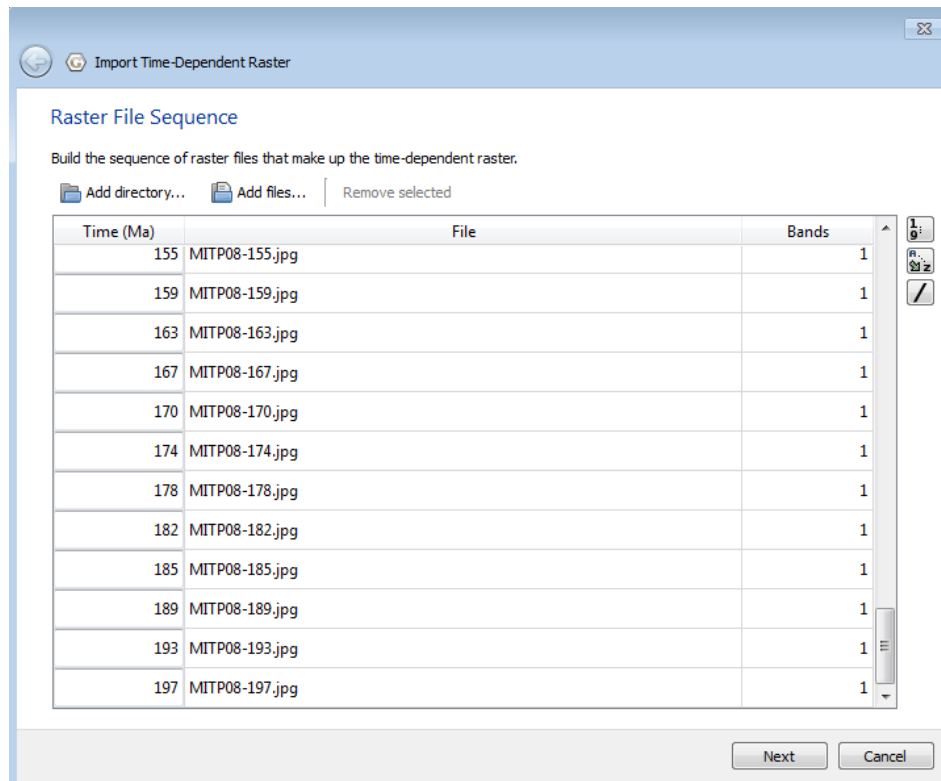 Import Time-Dependent Raster
Raster File Sequence
Build the sequence of raster files that make up the time-dependent raster.
Add directory... Add files... Remove selected
Time (Ma) File Bands
155 MITP08-155.jpg 1
159 MITP08-159.jpg 1
163 MITP08-163.jpg 1
167 MITP08-167.jpg 1
170 MITP08-170.jpg 1
174 MITP08-174.jpg 1
178 MITP08-178.jpg 1
182 MITP08-182.jpg 1
185 MITP08-185.jpg 1
189 MITP08-189.jpg 1
193 MITP08-193.jpg 1
197 MITP08-197.jpg 1
Next Cancel